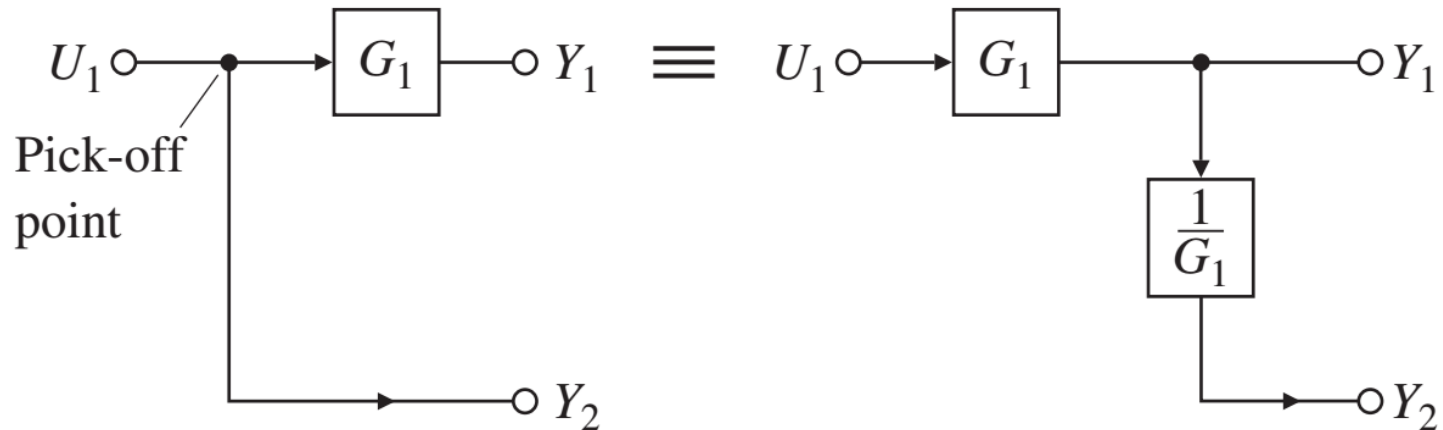 U₁ G₁ Y₁ ≡ U₁ G₁ Y₁
Pick-off
point
1
G₁
Y₂ Y₂